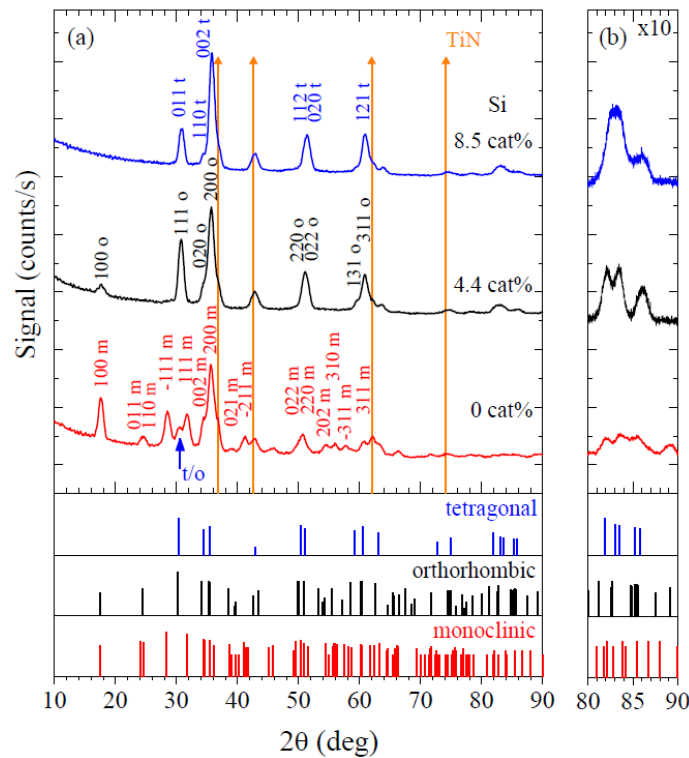 (a)
002 t
TiN
(b)
x10
011 t
110 t
112 t
020 t
121 t
Si
8.5 cat%
100 o
111 o
020 o
200 o
220 o
022 o
131 o
311 o
4.4 cat%
100 m
011 m
110 m
-111 m
111 m
002 m
200 m
021 m
-211 m
022 m
220 m
202 m
310 m
-311 m
311 m
0 cat%
t/o
Signal (counts/s)
tetragonal
orthorhombic
monoclinic
10 20 30 40 50 60 70 80 90
80 85 90
2θ (deg)